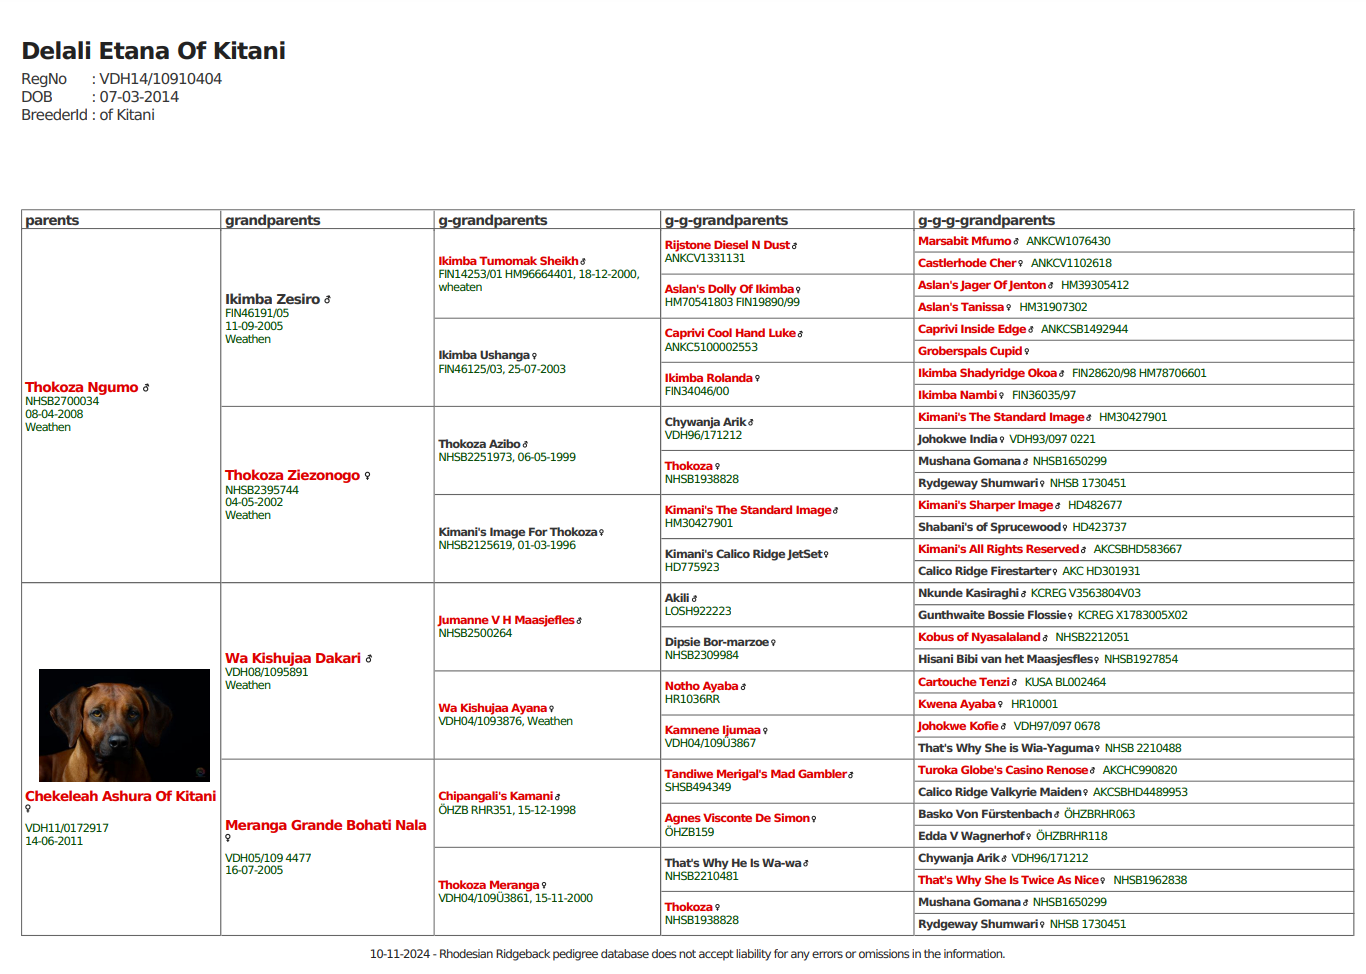 Delali Etana Of Kitani
RegNo : VDH14/10910404
DOB : 07-03-2014
BreederId : of Kitani
parents grandparents g-grandparents g-g-grandparents g-g-g-grandparents
Thokoza Ngumo ♂
NHSB2700034
08-04-2008
Weathen
Chekeleah Ashura Of Kitani
♀
VDH11/0172917
14-06-2011
Ikimba Zesiro ♂
FIN46191/05
11-09-2005
Weathen
Thokoza Ziezonogo ♀
NHSB2395744
04-05-2002
Weathen
Wa Kishujaa Dakari ♂
VDH08/1095891
Weathen
Meranga Grande Bohati Nala
♀
VDH05/109 4477
16-07-2005
Ikimba Tumomak Sheikh♂
FIN14253/01 HM96664401, 18-12-2000,
wheaten
Ikimba Ushanga♀
FIN46125/03, 25-07-2003
Thokoza Azibo♂
NHSB2251973, 06-05-1999
Kimani's Image For Thokoza♀
NHSB2125619, 01-03-1996
Jumanne V H Maasjefles♂
NHSB2500264
Wa Kishujaa Ayana♀
VDH04/1093876, Weathen
Chipangali's Kamani♂
ÖHZB RHR351, 15-12-1998
Thokoza Meranga♀
VDH04/109Ü3861, 15-11-2000
Rijstone Diesel N Dust♂
ANKCV1331131
Aslan's Dolly Of Ikimba♀
HM70541803 FIN19890/99
Caprivi Cool Hand Luke♂
ANKC5100002553
Ikimba Rolanda♀
FIN34046/00
Chywanja Arik♂
VDH96/171212
Thokoza♀
NHSB1938828
Kimani's The Standard Image♂
HM30427901
Kimani's Calico Ridge JetSet♀
HD775923
Akili♂
LOSH922223
Dipsie Bor-marzoe♀
NHSB2309984
Notho Ayaba♂
HR1036RR
Kamnene Ijumaa♀
VDH04/109Ü3867
Tandiwe Merigal's Mad Gambler♂
SHSB494349
Agnes Visconte De Simon♀
ÖHZB159
That's Why He Is Wa-wa♂
NHSB2210481
Thokoza♀
NHSB1938828
Marsabit Mfumo♂ ANKCW1076430
Castlerhode Cher♀ ANKCV1102618
Aslan's Jager Of Jenton♂ HM39305412
Aslan's Tanissa♀ HM31907302
Caprivi Inside Edge♂ ANKCSB1492944
Groberspals Cupid♀
Ikimba Shadyridge Okoa♂ FIN28620/98 HM78706601
Ikimba Nambi♀ FIN36035/97
Kimani's The Standard Image♂ HM30427901
Johokwe India♀ VDH93/097 0221
Mushana Gomana♂ NHSB1650299
Rydgeway Shumwari♀ NHSB 1730451
Kimani's Sharper Image♂ HD482677
Shabani's of Sprucewood♀ HD423737
Kimani's All Rights Reserved♂ AKCSBHD583667
Calico Ridge Firestarter♀ AKC HD301931
Nkunde Kasiraghi♂ KCREG V3563804V03
Gunthwaite Bossie Flossie♀ KCREG X1783005X02
Kobus of Nyasalaland♂ NHSB2212051
Hisani Bibi van het Maasjesfles♀ NHSB1927854
Cartouche Tenzi♂ KUSA BL002464
Kwena Ayaba♀ HR10001
Johokwe Kofie♂ VDH97/097 0678
That's Why She is Wia-Yaguma♀ NHSB 2210488
Turoka Globe's Casino Renose♂ AKCHC990820
Calico Ridge Valkyrie Maiden♀ AKCSBHD4489953
Basko Von Fürstenbach♂ ÖHZBRHR063
Edda V Wagnerhof♀ ÖHZBRHR118
Chywanja Arik♂ VDH96/171212
That's Why She Is Twice As Nice♀ NHSB1962838
Mushana Gomana♂ NHSB1650299
Rydgeway Shumwari♀ NHSB 1730451
10-11-2024 - Rhodesian Ridgeback pedigree database does not accept liability for any errors or omissions in the information.